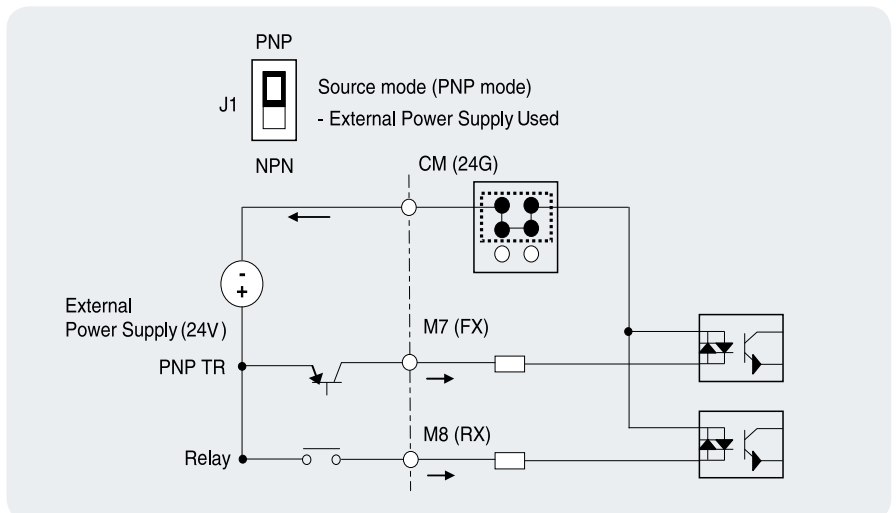 PNP
J1
Source mode (PNP mode)
- External Power Supply Used
NPN
CM (24G)
-
+
External
Power Supply (24V)
M7 (FX)
PNP TR
M8 (RX)
Relay